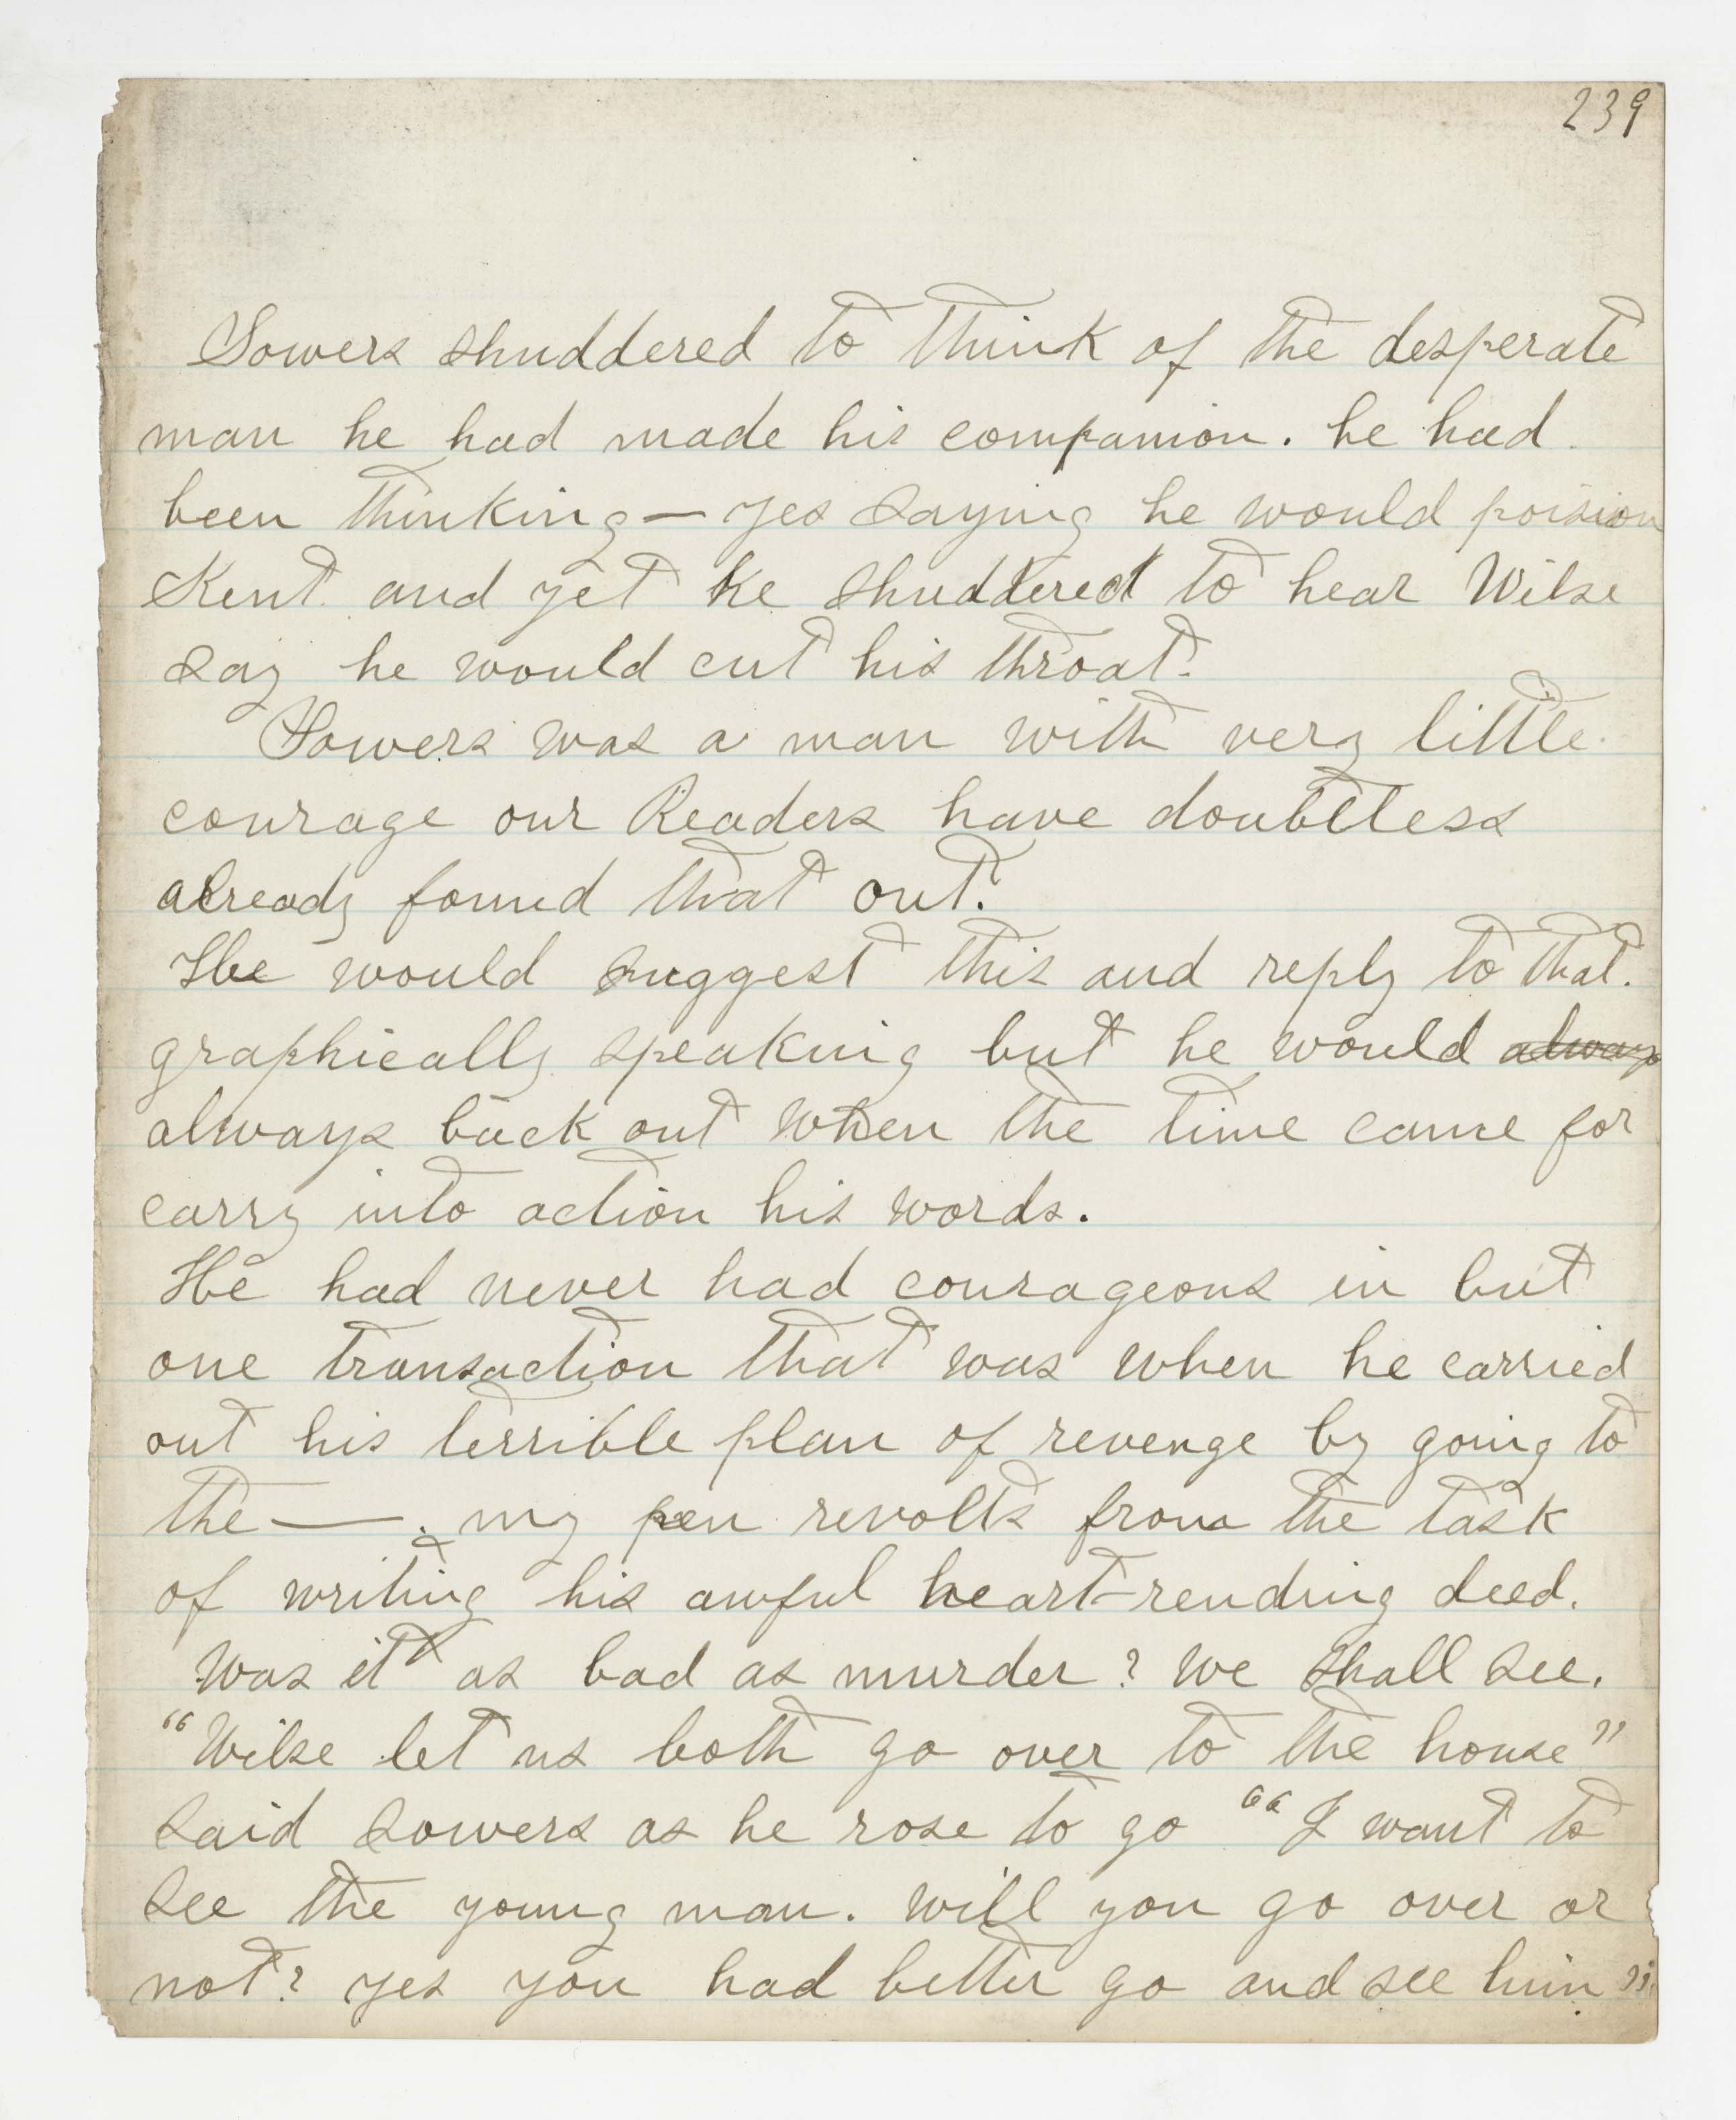 239
Sowers shuddered to think of the desperate
man he had made his companion. he had
been thinking — yes saying he would poision
Kent and yet he shuddered to hear Wilse
say he would cut his throat.
Sowers was a man with very little
courage our Readers have doubtless
already found that out.
He would suggest this and reply to that.
graphically speaking but he would always
always back out when the time came for
carry into action his words.
He had never had courageous in but
one transaction that was when he carried
out his terrible plan of revenge by going to
the — . my pen revolts from the task
of writing his awful heart-rending deed.
Was it as bad as murder? we shall see.
"Wilse let us both go over to the house"
said Sowers as he rose to go "I want to
see the young man. will you go over or
not? yes you had better go and see him".